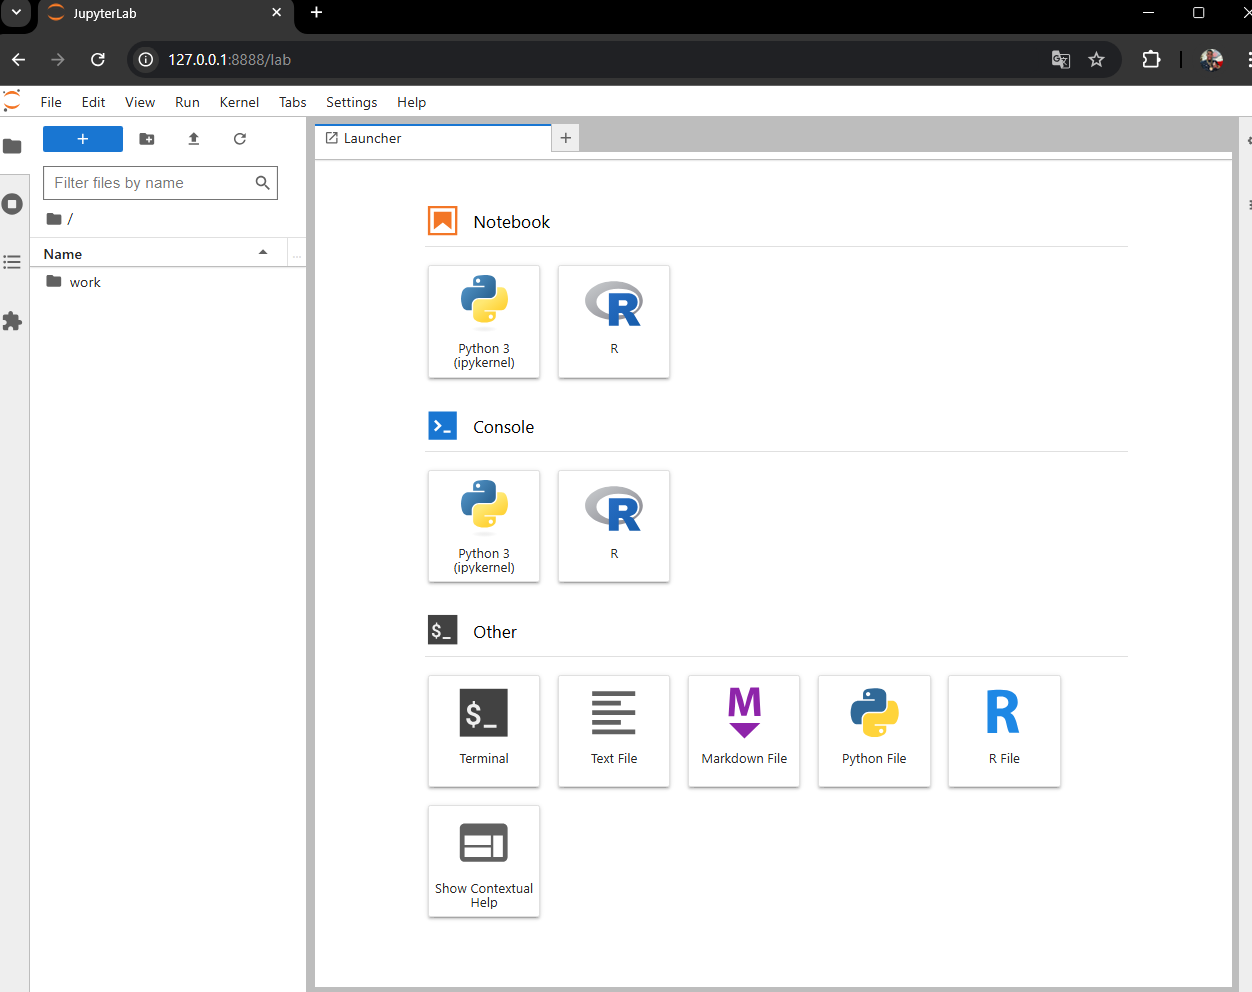 JupyterLab
127.0.0.1:8888/lab
File Edit View Run Kernel Tabs Settings Help
Launcher
Filter files by name
/
Name
...
work
Notebook
Python 3
(ipykernel)
R
Console
Python 3
(ipykernel)
R
$_ Other
$_
Terminal
Text File
M
Markdown File
Python File
R
R File
Show Contextual
Help